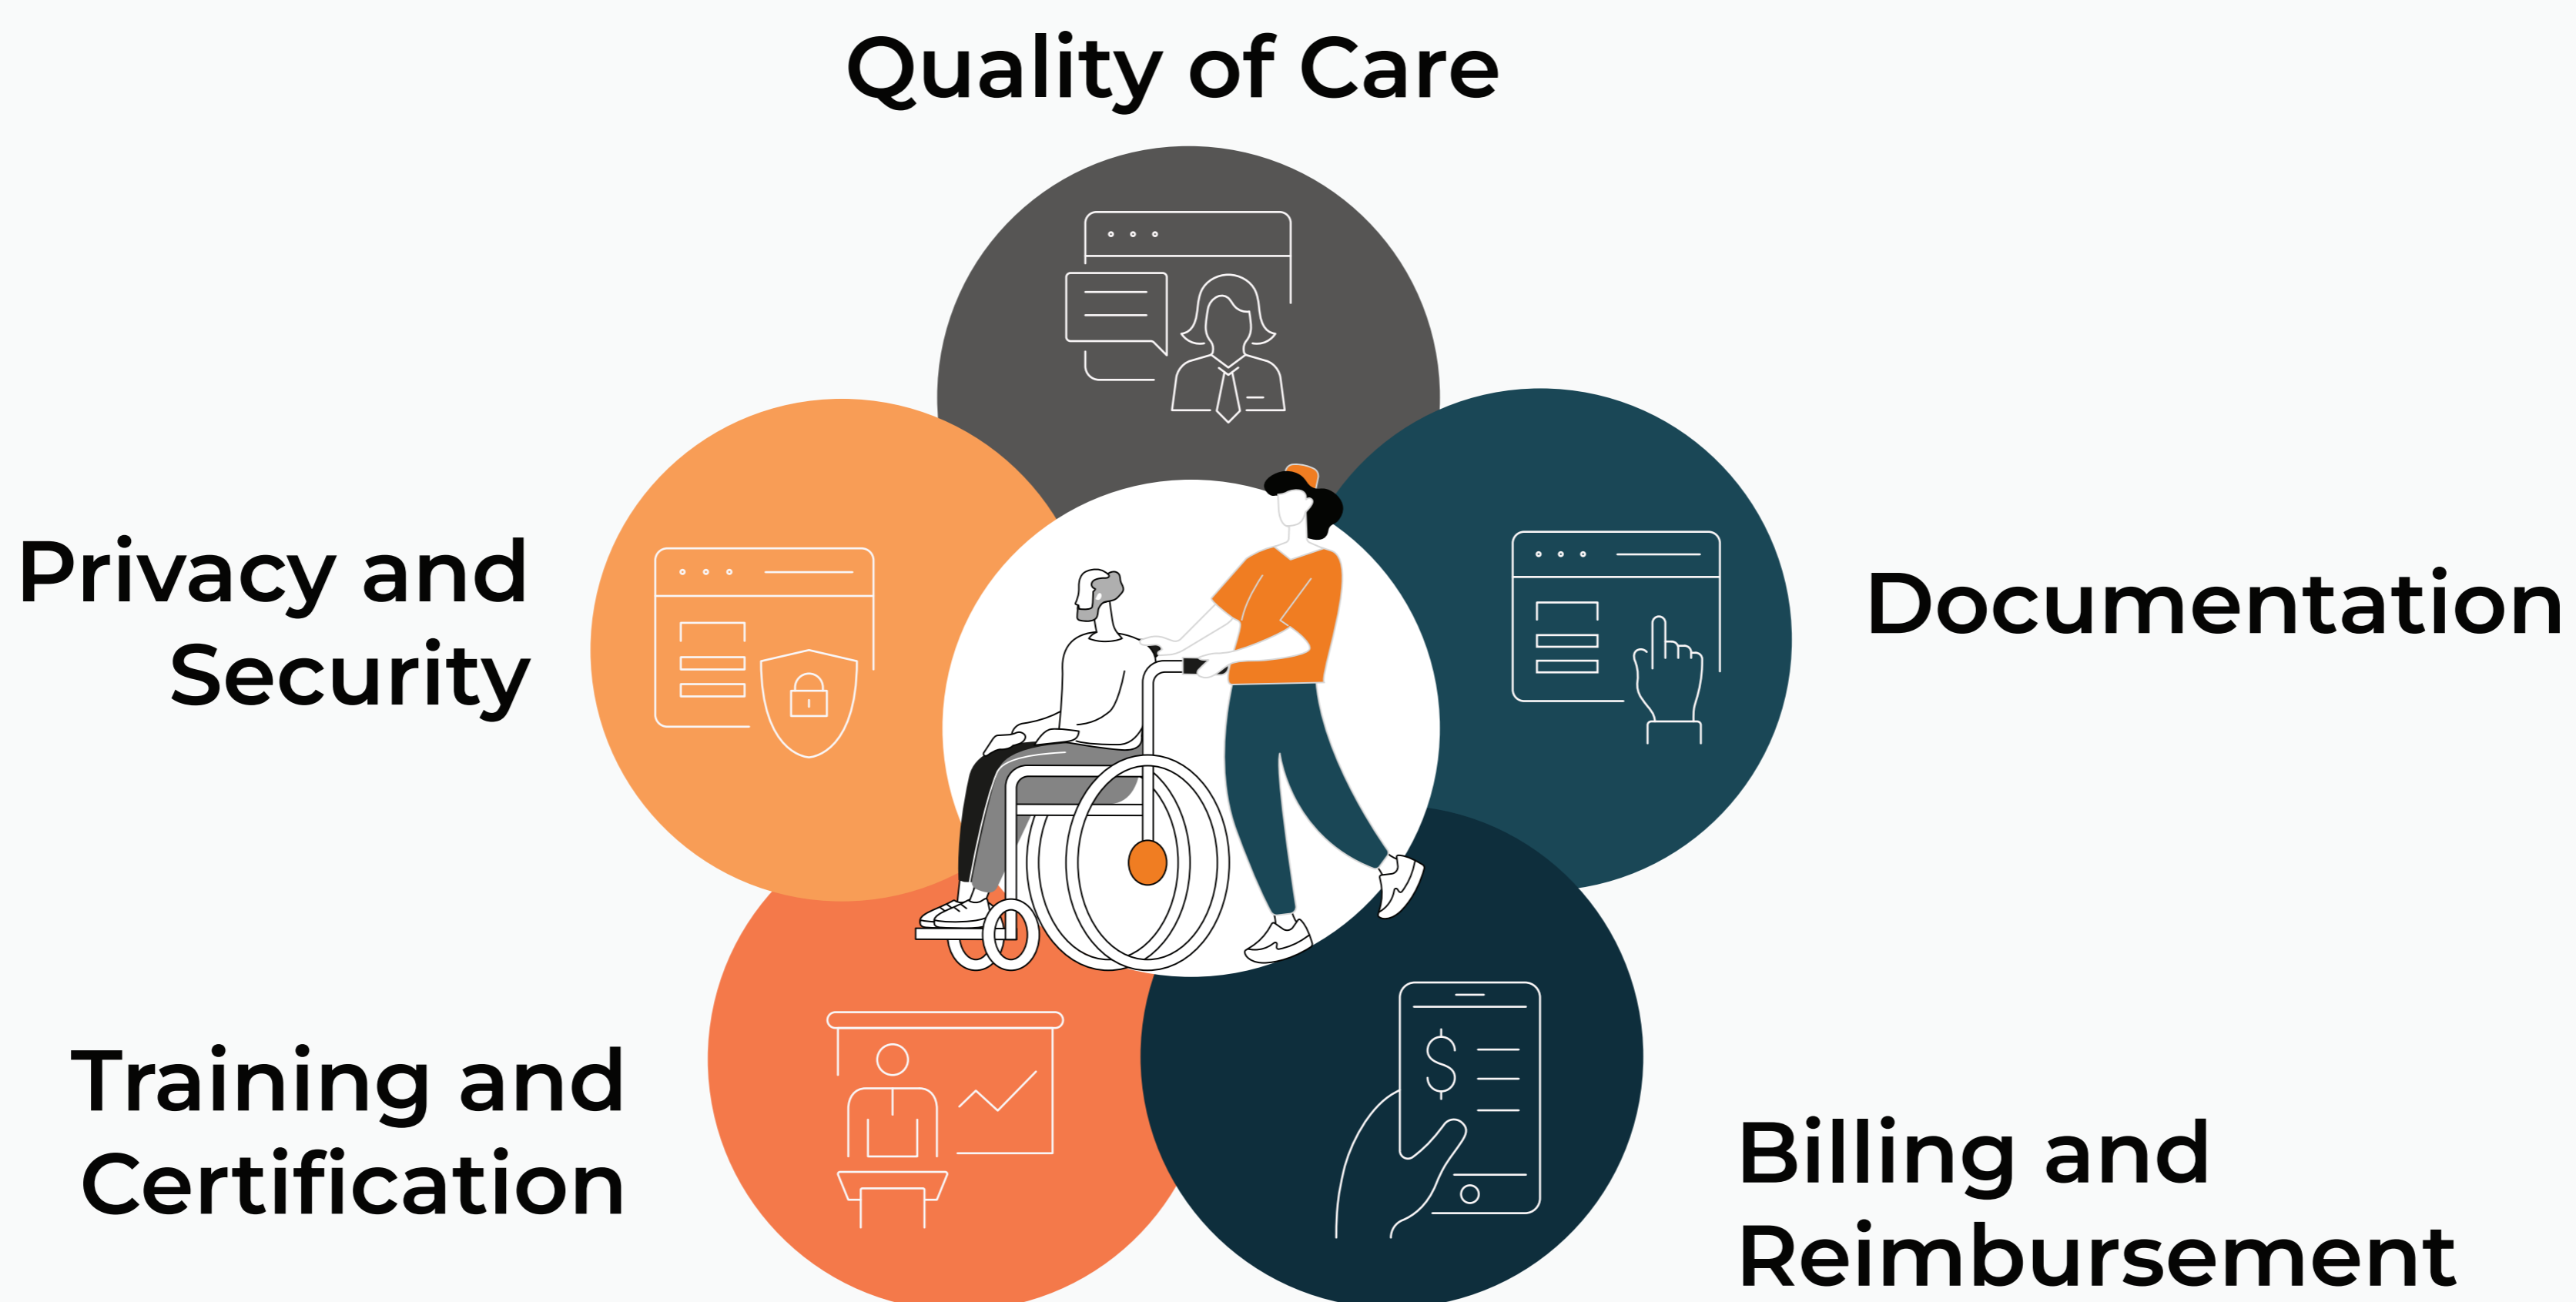 Quality of Care
Privacy and
Security
Documentation
Training and
Certification
Billing and
Reimbursement